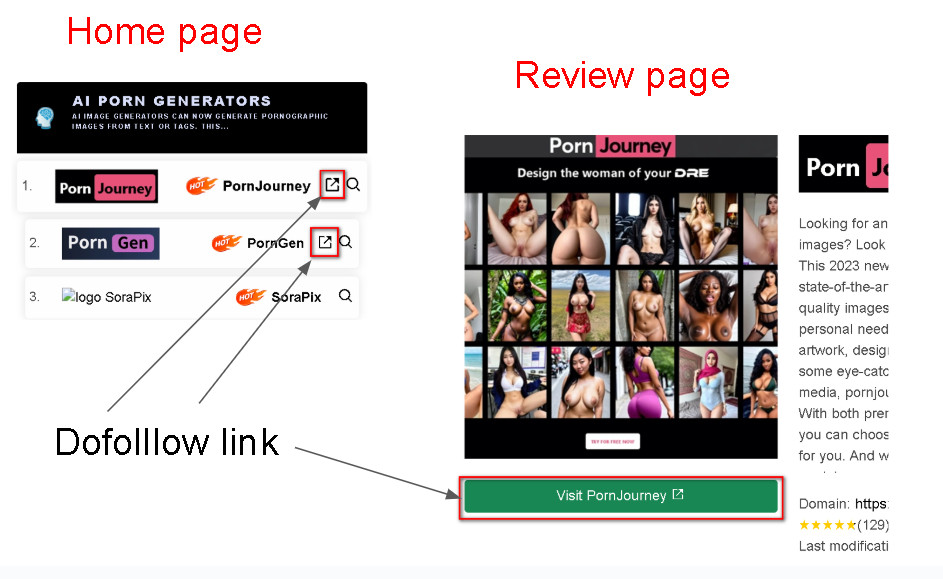 Home page
Review page
AI PORN GENERATORS
AI IMAGE GENERATORS CAN NOW GENERATE PORNOGRAPHIC
IMAGES FROM TEXT OR TAGS. THIS...
1.
Porn Journey
HOT PornJourney
2.
Porn Gen
HOT PornGen
3.
logo SoraPix
HOT SoraPix
Dofolllow link
Porn Journey
Design the woman of your DRE
TRY FOR FREE NOW
Visit PornJourney
Porn Jo
Looking for an
images? Look
This 2023 new
state-of-the-ar
quality images
personal need
artwork, design
some eye-catc
media, pornjou
With both prem
you can choos
for you. And w
Domain: https:
★★★★★(129)
Last modificati